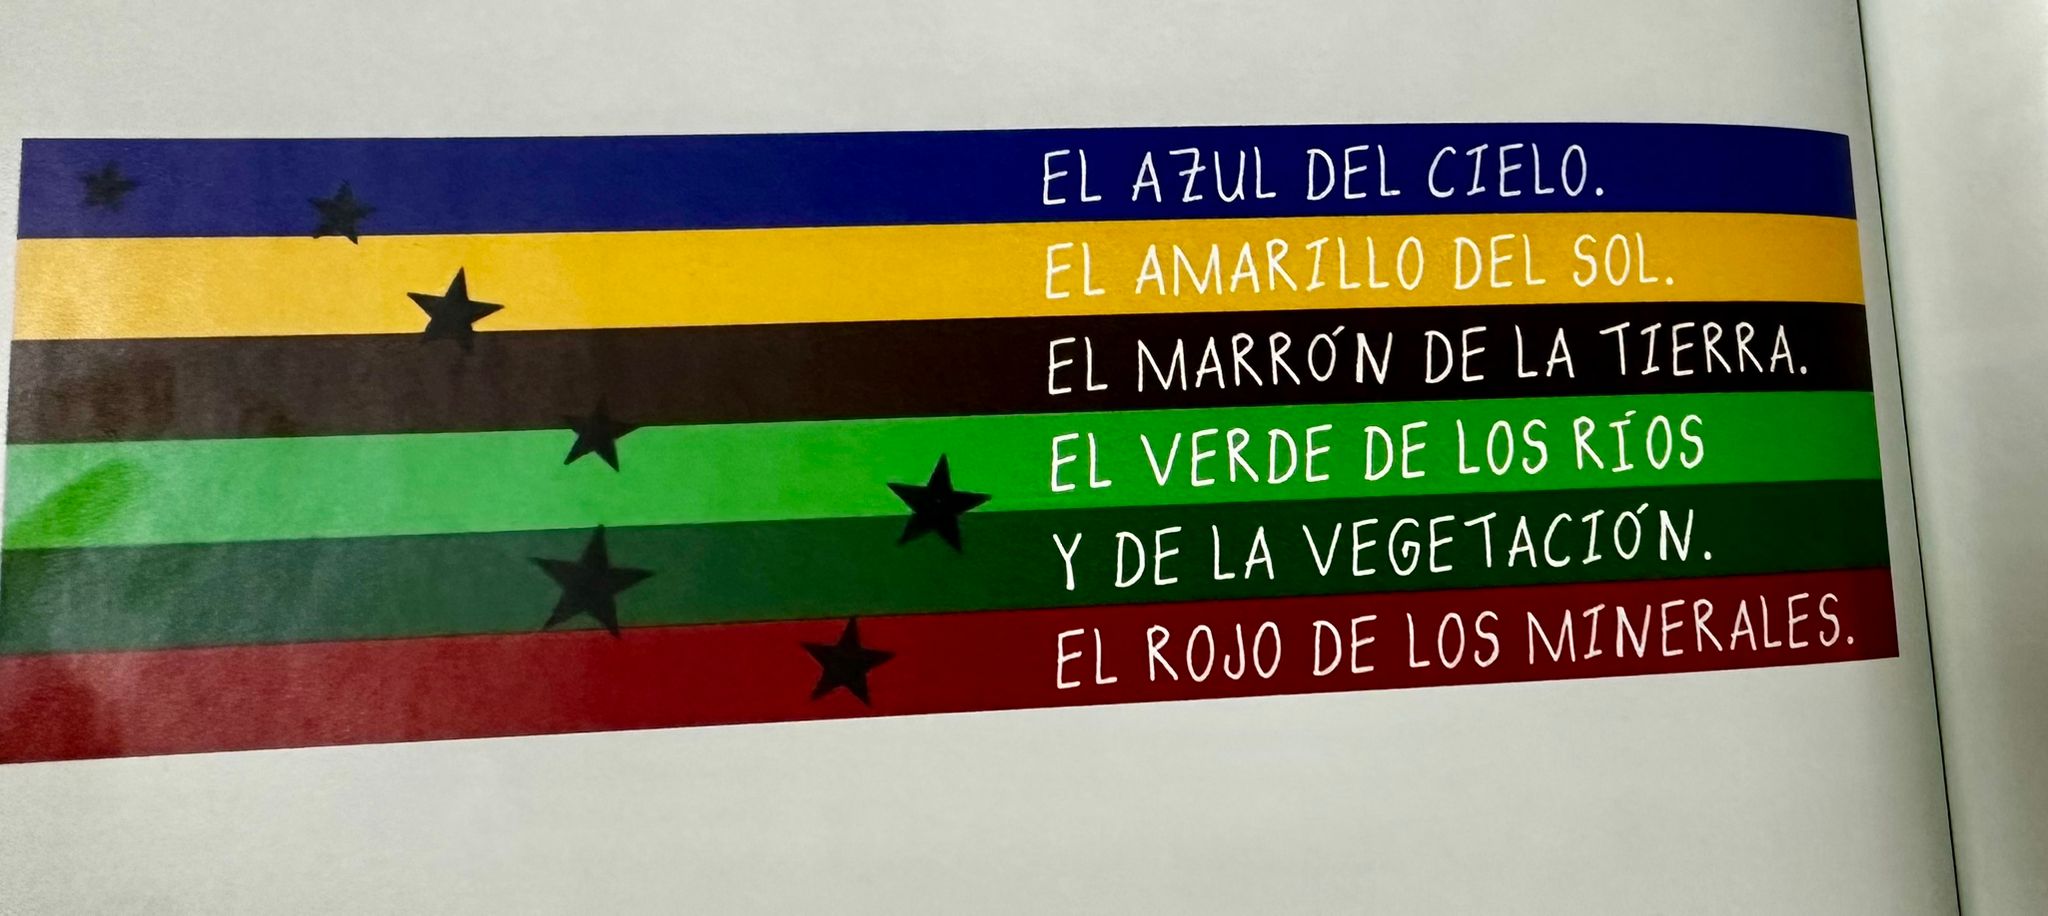 EL AZUL DEL CIELO.
EL AMARILLO DEL SOL.
EL MARRÓN DE LA TIERRA.
EL VERDE DE LOS RÍOS
Y DE LA VEGETACIÓN.
EL ROJO DE LOS MINERALES.